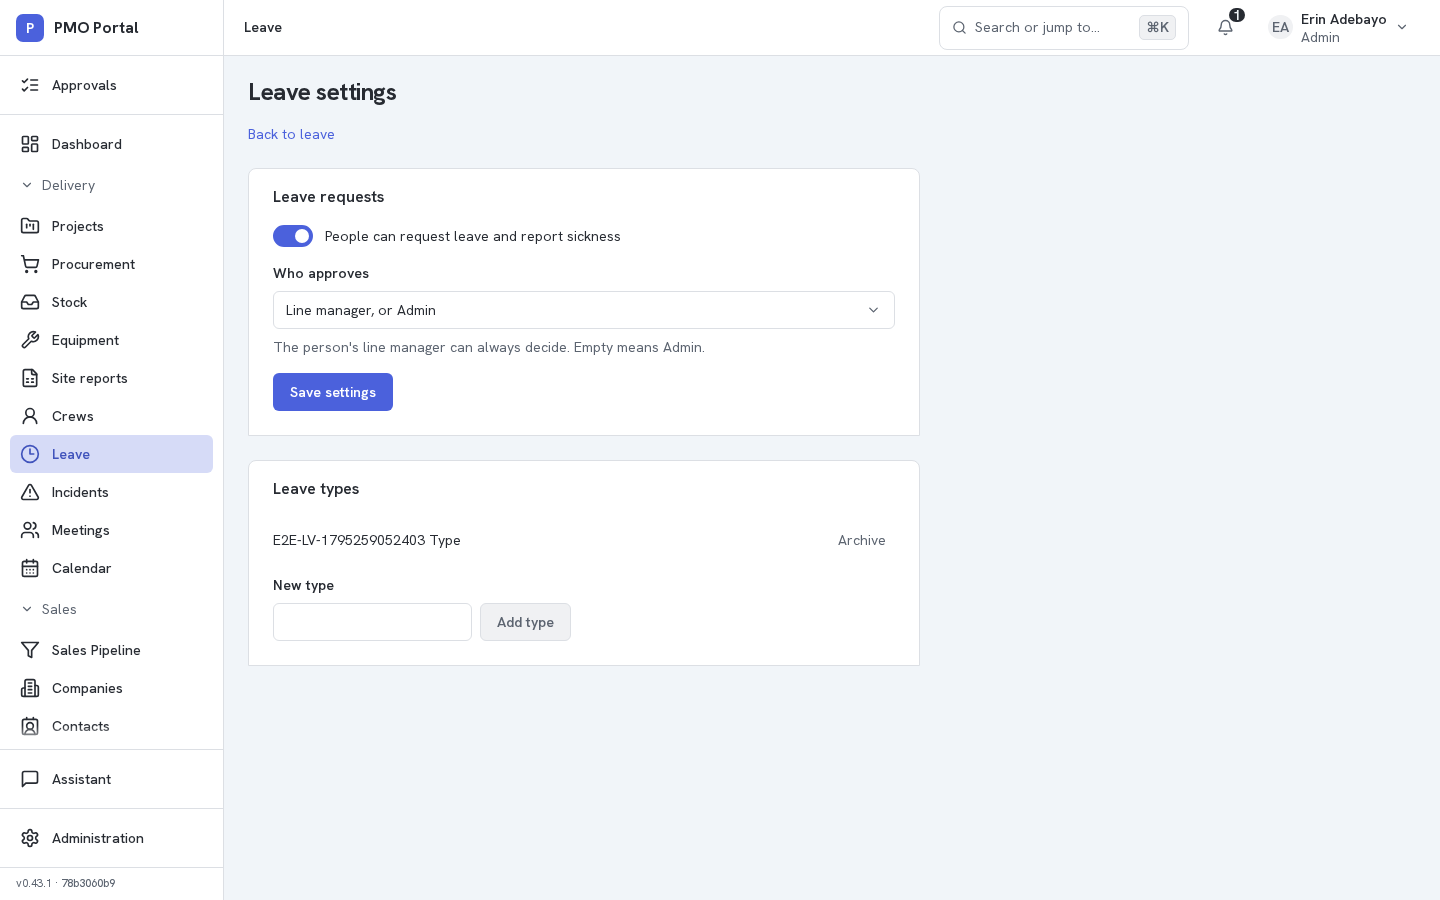 P PMO Portal
Leave
Search or jump to...
⌘K
1
EA
Erin Adebayo
Admin
Approvals
Dashboard
Delivery
Projects
Procurement
Stock
Equipment
Site reports
Crews
Leave
Incidents
Meetings
Calendar
Sales
Sales Pipeline
Companies
Contacts
Assistant
Administration
v0.43.1 · 78b3060b9
Leave settings
Back to leave
Leave requests
People can request leave and report sickness
Who approves
Line manager, or Admin
The person's line manager can always decide. Empty means Admin.
Save settings
Leave types
E2E-LV-1795259052403 Type
Archive
New type
Add type